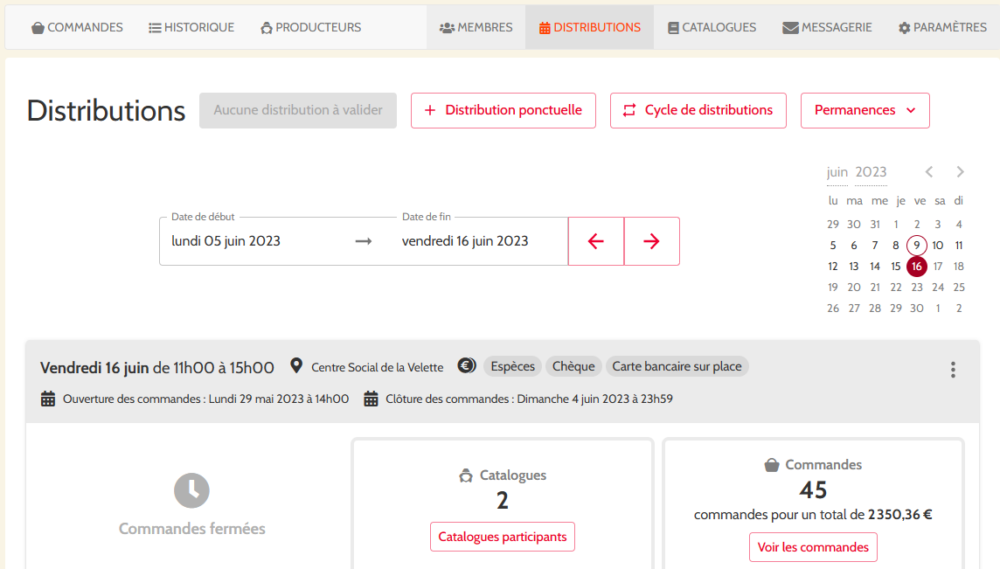 COMMANDES HISTORIQUE PRODUCTEURS MEMBRES DISTRIBUTIONS CATALOGUES MESSAGERIE PARAMÈTRES
Distributions Aucune distribution à valider + Distribution ponctuelle Cycle de distributions Permanences
juin 2023
lu ma me je ve sa di
29 30 31 1 2 3 4
5 6 7 8 9 10 11
12 13 14 15 16 17 18
19 20 21 22 23 24 25
26 27 28 29 30 1 2
Date de début Date de fin
lundi 05 juin 2023 → vendredi 16 juin 2023 ← →
Vendredi 16 juin de 11h00 à 15h00 Centre Social de la Velette € Espèces Chèque Carte bancaire sur place
Ouverture des commandes : Lundi 29 mai 2023 à 14h00 Clôture des commandes : Dimanche 4 juin 2023 à 23h59
Commandes fermées
Catalogues
2
Catalogues participants
Commandes
45
commandes pour un total de 2 350,36 €
Voir les commandes